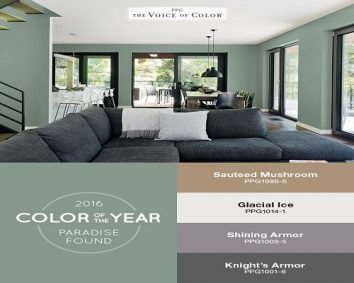 PPG
THE VOICE OF COLOR
2016
COLOR OF THE YEAR
PARADISE
FOUND
Sauteed Mushroom
PPG1085-5
Glacial Ice
PPG1014-1
Shining Armor
PPG1003-5
Knight's Armor
PPG1001-6